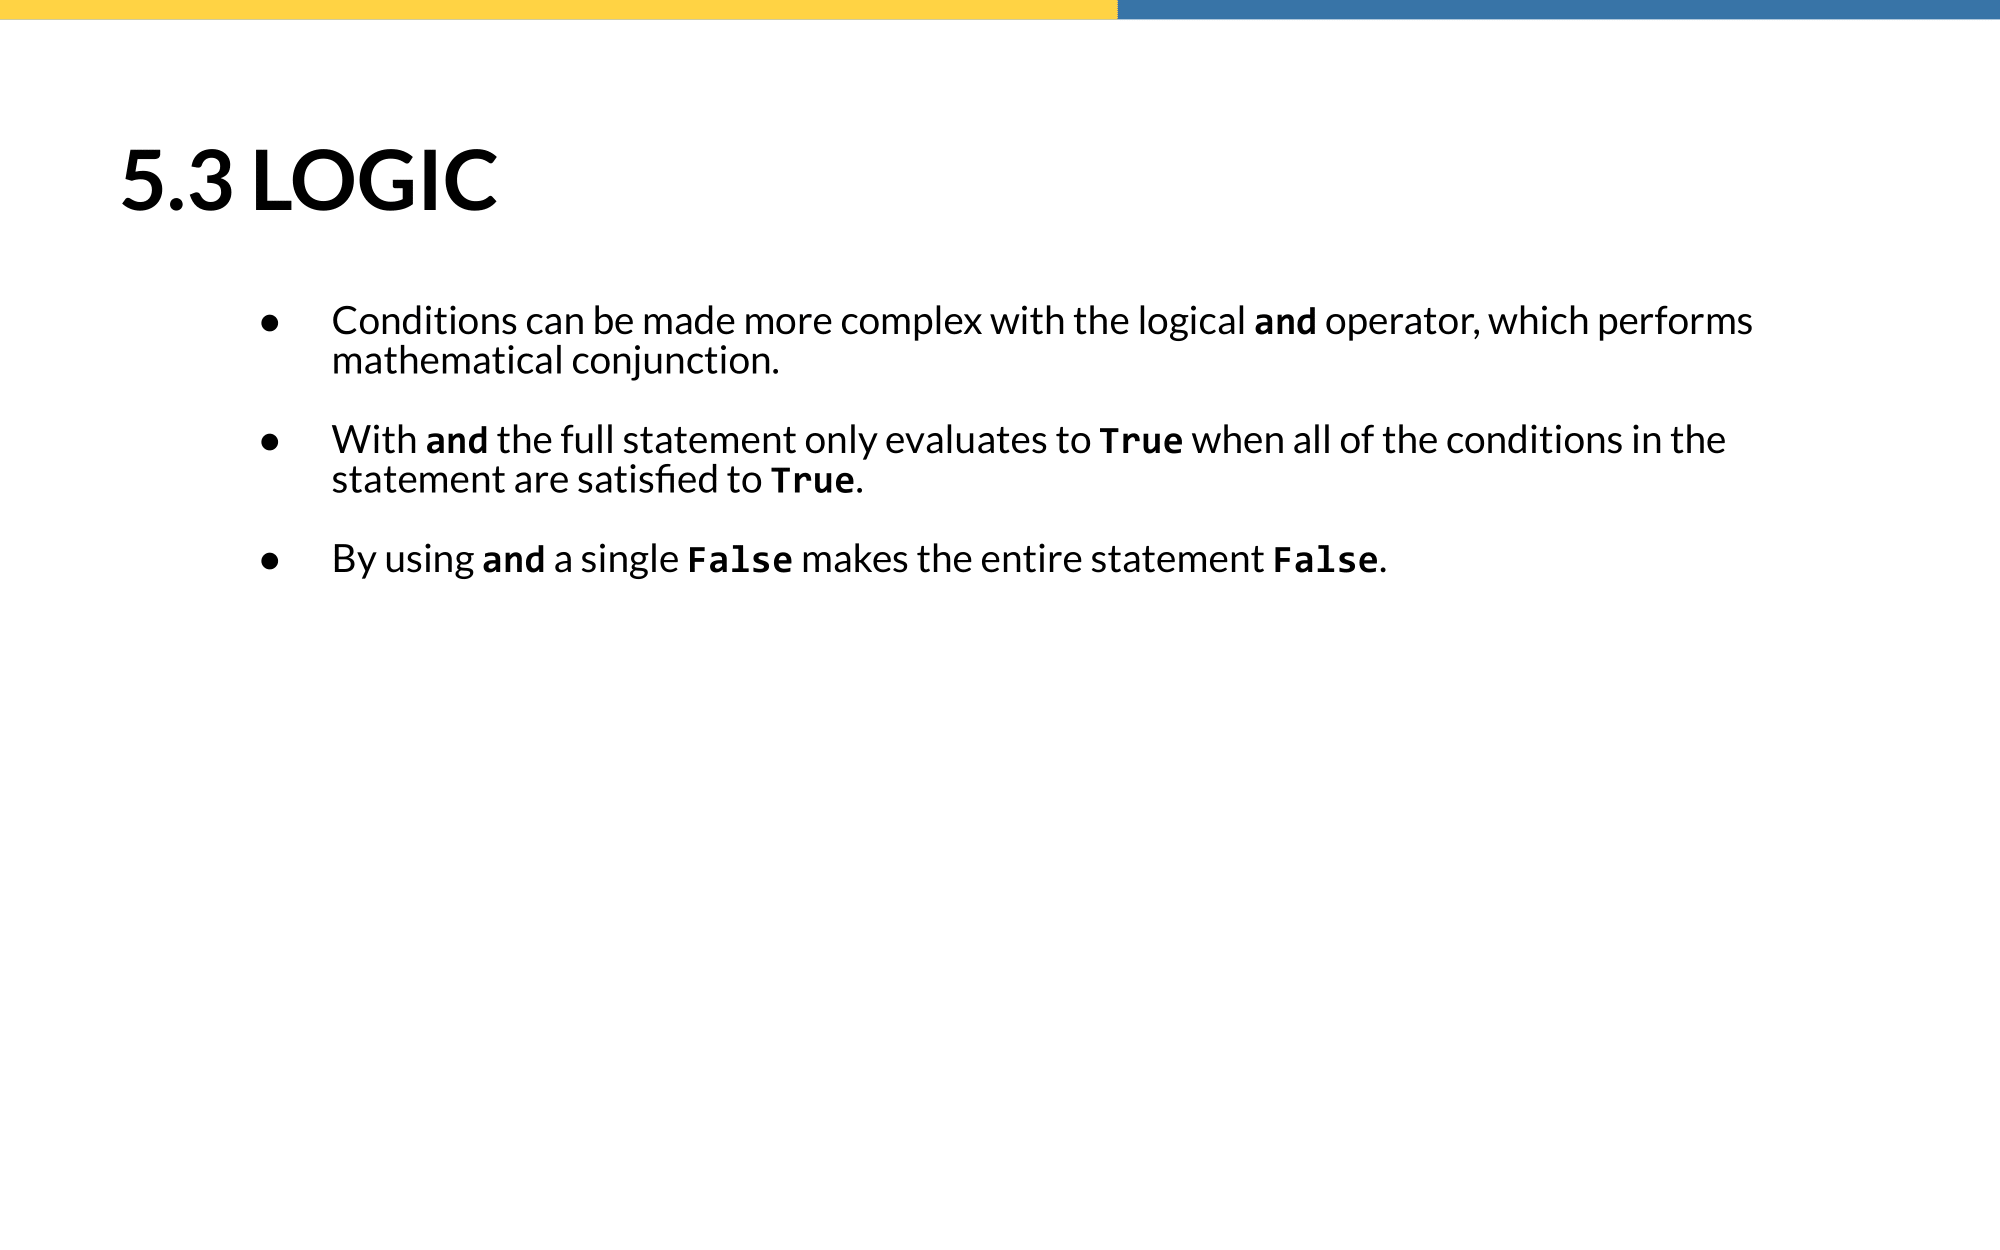 5.3 LOGIC
● Conditions can be made more complex with the logical and operator, which performs
mathematical conjunction.
● With and the full statement only evaluates to True when all of the conditions in the
statement are satisfied to True.
● By using and a single False makes the entire statement False.